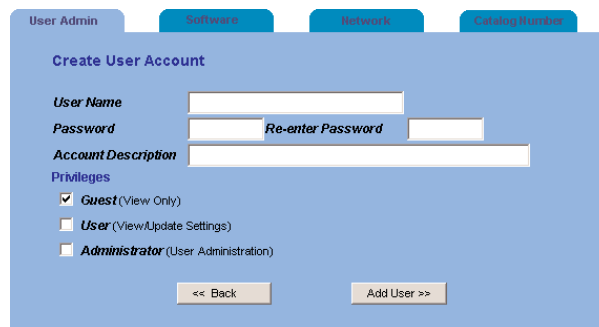 User Admin Software Network Catalog Number
Create User Account
User Name
Password Re-enter Password
Account Description
Privileges
Guest (View Only)
User (View/Update Settings)
Administrator (User Administration)
<< Back Add User >>